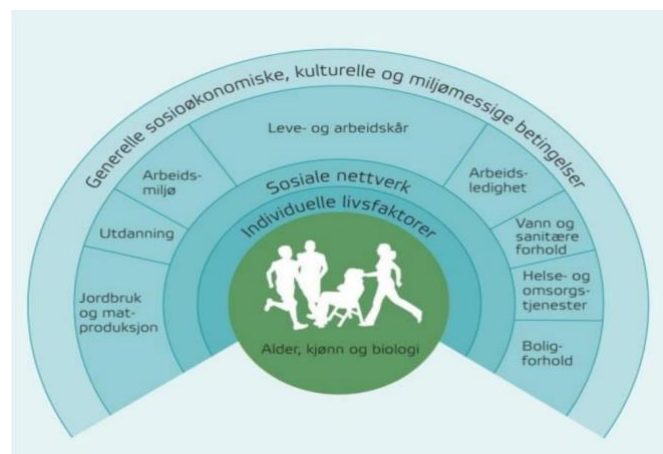 Generelle sosioøkonomiske, kulturelle og miljømessige betingelser
Leve- og arbeidskår
Arbeids-
miljø
Utdanning
Jordbruk
og mat-
produksjon
Arbeids-
ledighet
Vann og
sanitære
forhold
Helse- og
omsorgs-
tjenester
Bolig-
forhold
Sosiale nettverk
Individuelle livsfaktorer
Alder, kjønn og biologi